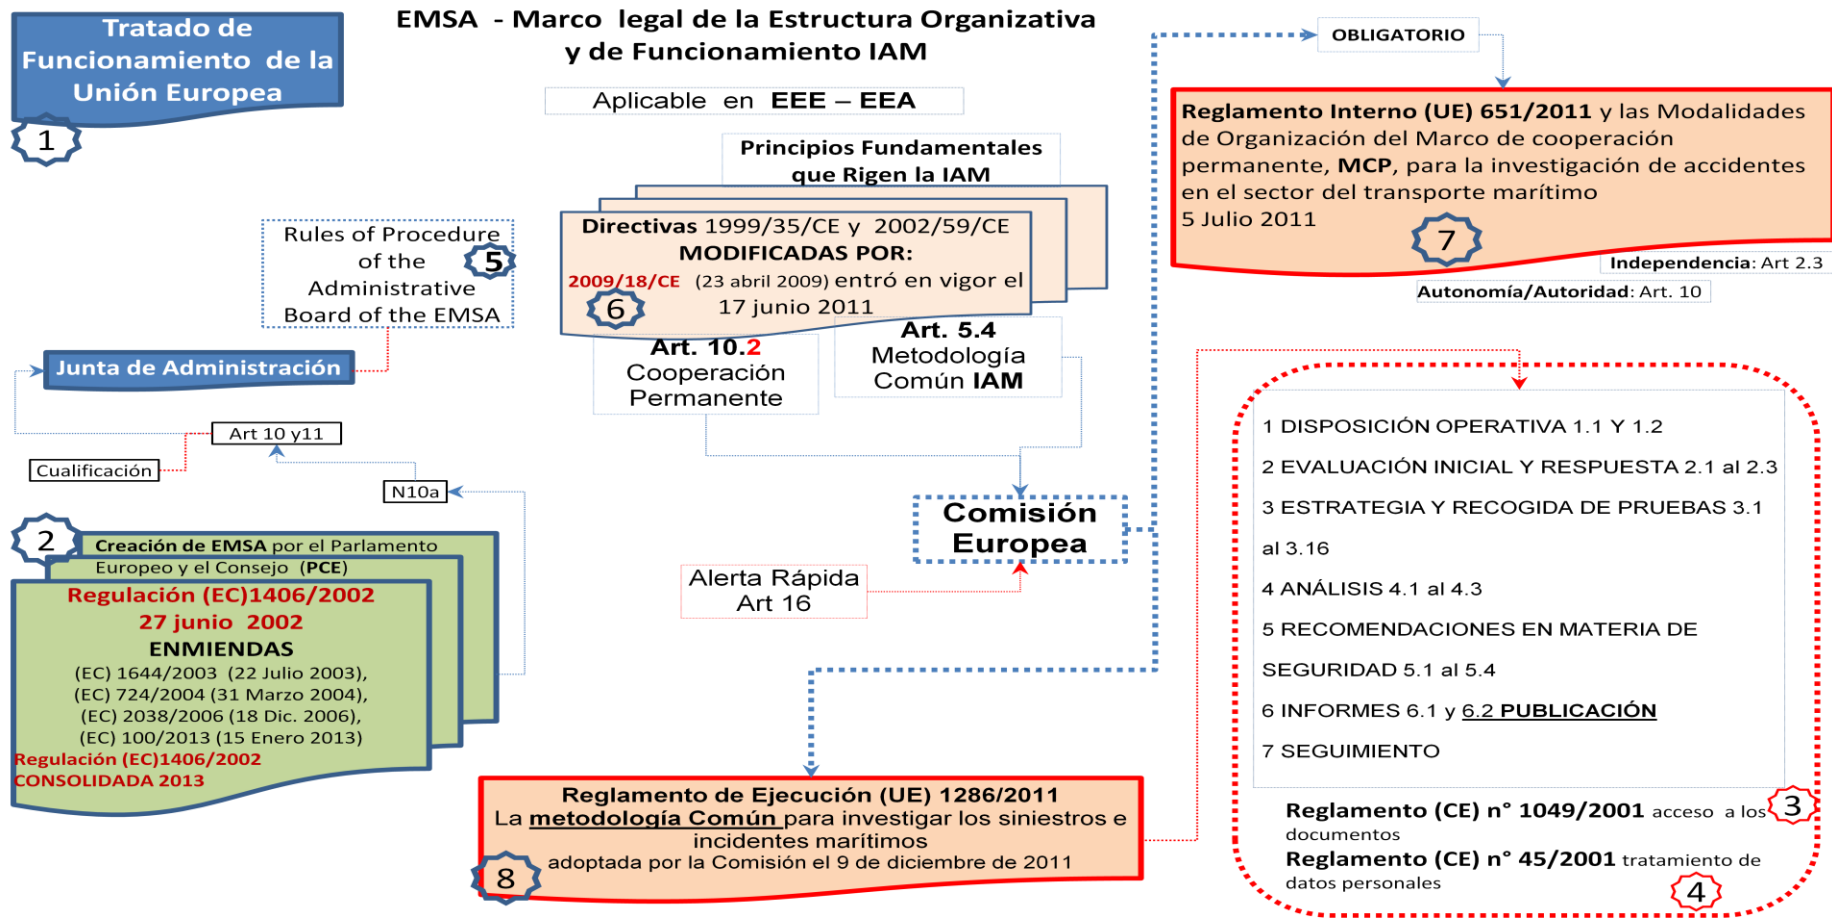 EMSA - Marco legal de la Estructura Organizativa
y de Funcionamiento IAM
Aplicable en EEE – EEA
Tratado de
Funcionamiento de la
Unión Europea
1
OBLIGATORIO
Reglamento Interno (UE) 651/2011 y las Modalidades
de Organización del Marco de cooperación
permanente, MCP, para la investigación de accidentes
en el sector del transporte marítimo
5 Julio 2011
7
Independencia: Art 2.3
Autonomía/Autoridad: Art. 10
Principios Fundamentales
que Rigen la IAM
Directivas 1999/35/CE y 2002/59/CE
MODIFICADAS POR:
2009/18/CE (23 abril 2009) entró en vigor el
17 junio 2011
6
Rules of Procedure
of the
Administrative
Board of the EMSA
5
Junta de Administración
Art. 10.2
Cooperación
Permanente
Art. 5.4
Metodología
Común IAM
Art 10 y11
Cualificación
N10a
2
Creación de EMSA por el Parlamento
Europeo y el Consejo (PCE)
Regulación (EC)1406/2002
27 junio 2002
ENMIENDAS
(EC) 1644/2003 (22 Julio 2003),
(EC) 724/2004 (31 Marzo 2004),
(EC) 2038/2006 (18 Dic. 2006),
(EC) 100/2013 (15 Enero 2013)
Regulación (EC)1406/2002
CONSOLIDADA 2013
Comisión
Europea
Alerta Rápida
Art 16
Reglamento de Ejecución (UE) 1286/2011
La metodología Común para investigar los siniestros e
incidentes marítimos
adoptada por la Comisión el 9 de diciembre de 2011
8
1 DISPOSICIÓN OPERATIVA 1.1 Y 1.2
2 EVALUACIÓN INICIAL Y RESPUESTA 2.1 al 2.3
3 ESTRATEGIA Y RECOGIDA DE PRUEBAS 3.1
al 3.16
4 ANÁLISIS 4.1 al 4.3
5 RECOMENDACIONES EN MATERIA DE
SEGURIDAD 5.1 al 5.4
6 INFORMES 6.1 y 6.2 PUBLICACIÓN
7 SEGUIMIENTO
Reglamento (CE) n° 1049/2001 acceso a los
documentos
3
Reglamento (CE) n° 45/2001 tratamiento de
datos personales
4